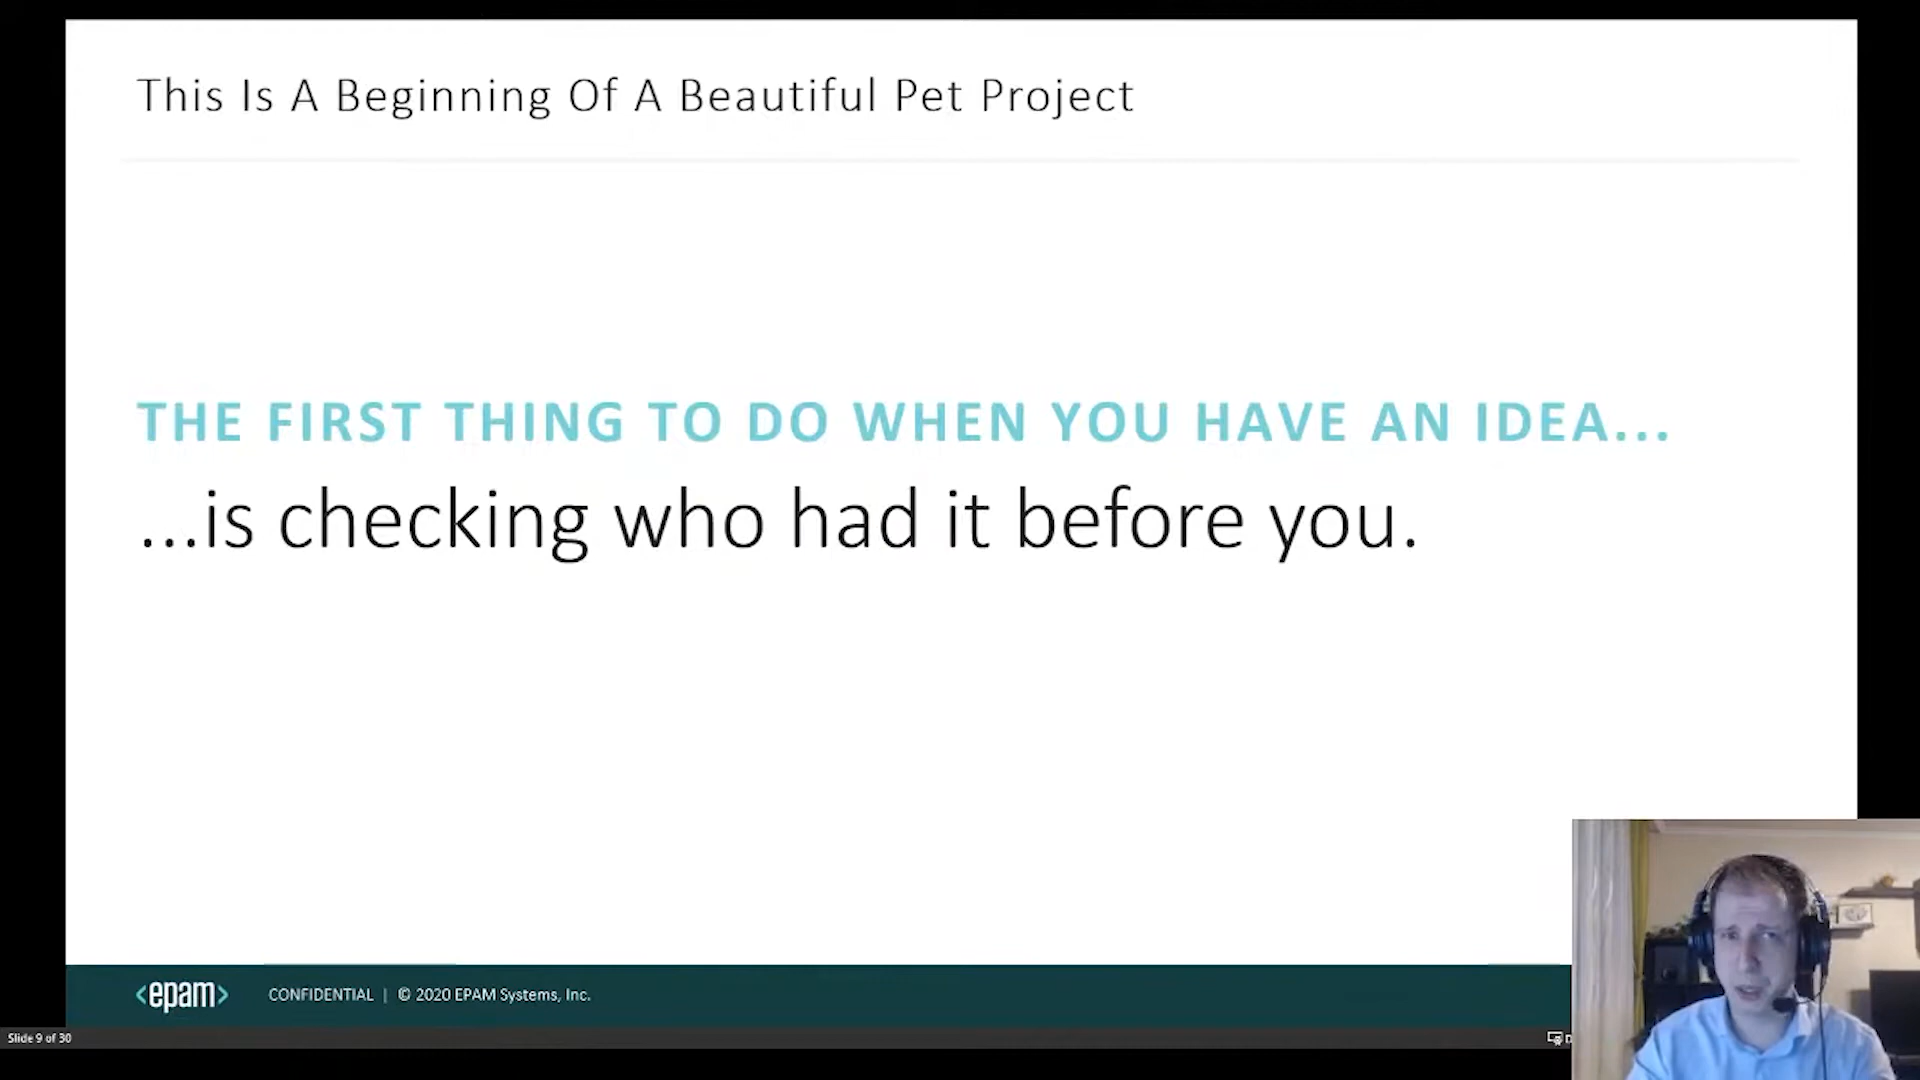 This Is A Beginning Of A Beautiful Pet Project
THE FIRST THING TO DO WHEN YOU HAVE AN IDEA...
...is checking who had it before you.
<epam> CONFIDENTIAL | © 2020 EPAM Systems, Inc.
Slide 9 of 30